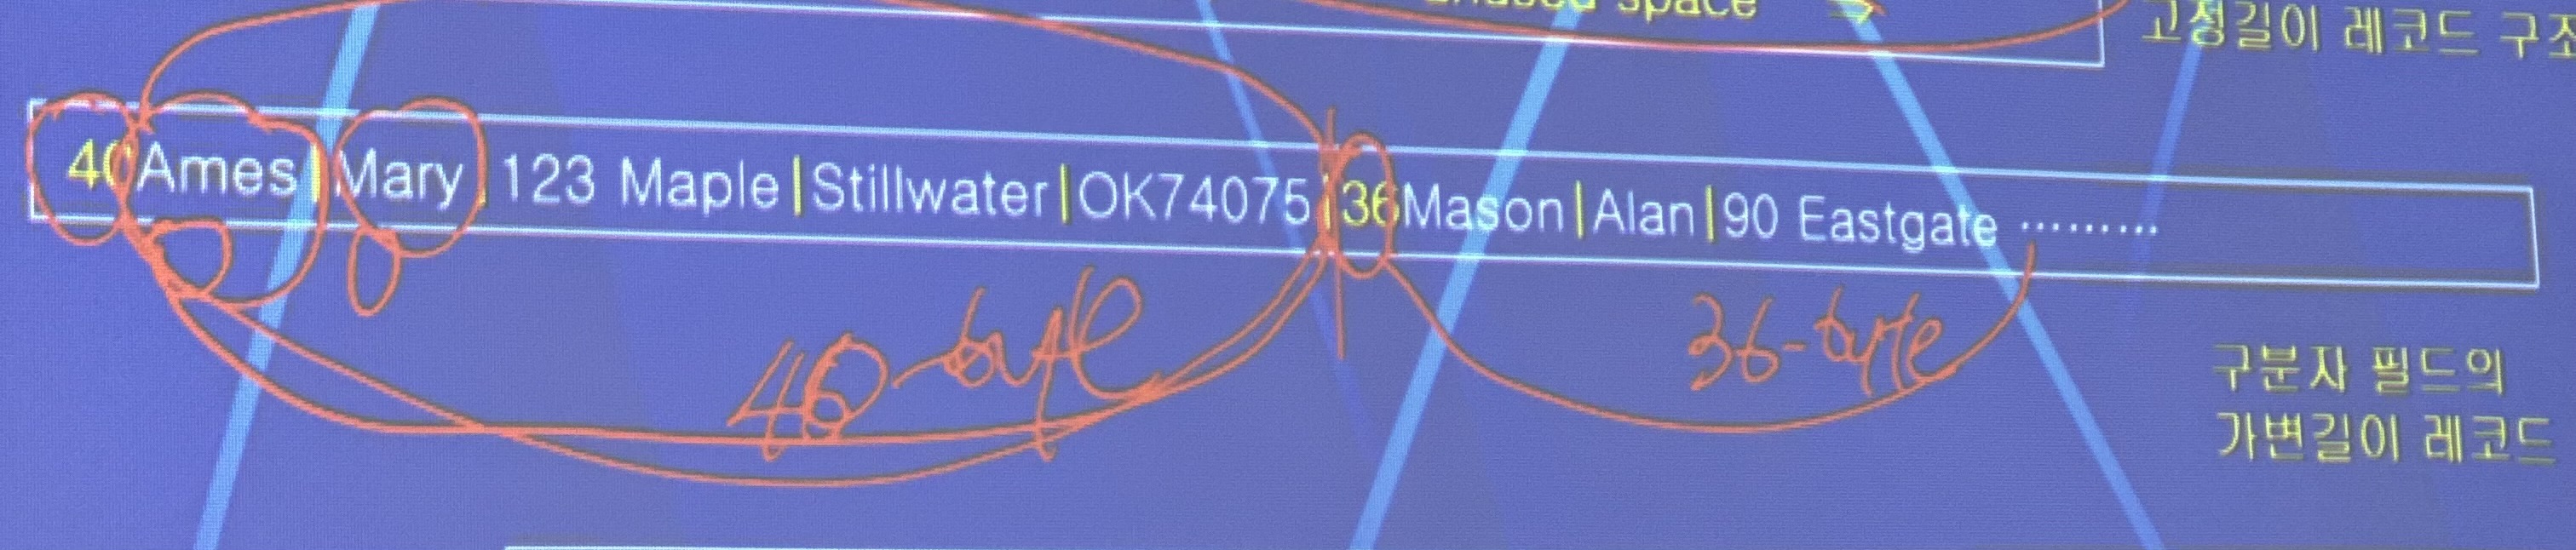 space
고정길이 레코드 구조
40Ames|Mary|123 Maple|Stillwater|OK74075|36Mason|Alan|90 Eastgate ·········
40-byte
36-byte
구분자 필드의
가변길이 레코드